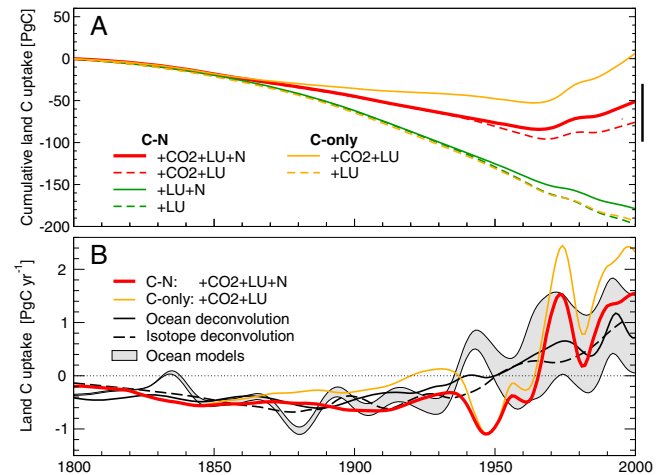 A
50
0
-50
-100
-150
-200
Cumulative land C uptake [PgC]
C-N
+CO2+LU+N
+CO2+LU
+LU+N
+LU
C-only
+CO2+LU
+LU
B
2
1
0
-1
Land C uptake [PgC yr⁻¹]
C-N: +CO2+LU+N
C-only: +CO2+LU
Ocean deconvolution
Isotope deconvolution
Ocean models
1800 1850 1900 1950 2000